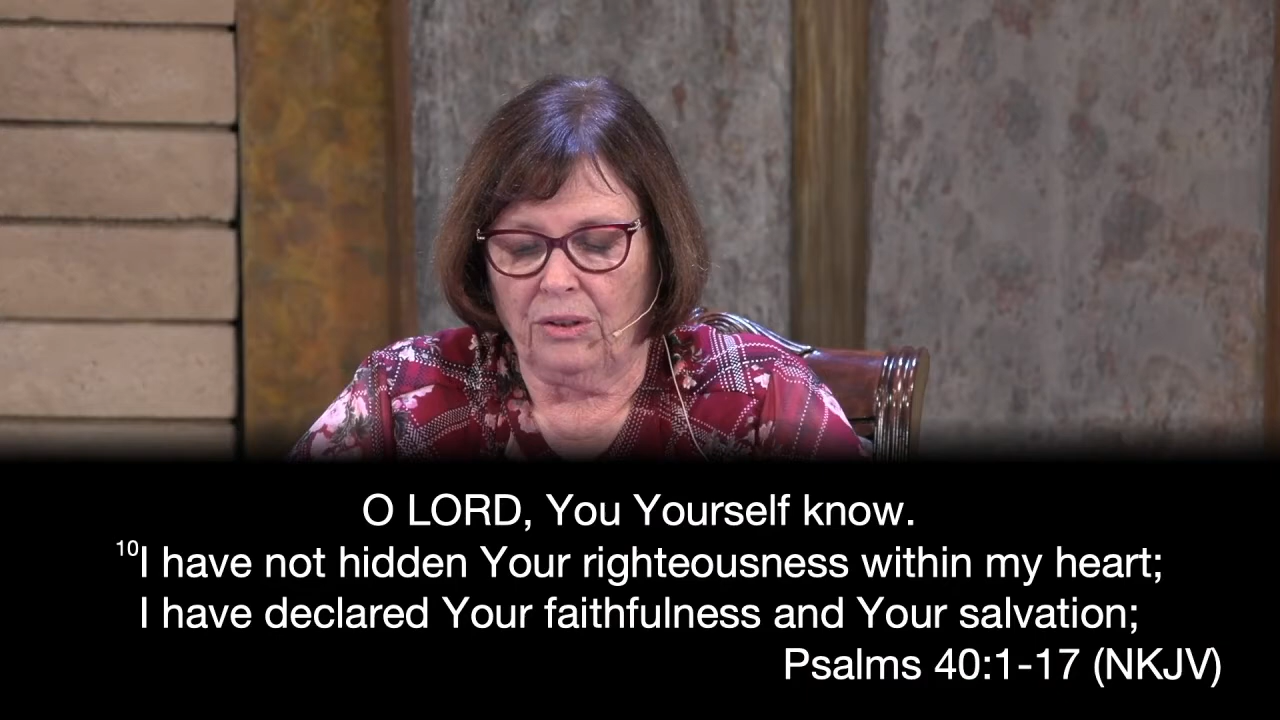 O LORD, You Yourself know.
10I have not hidden Your righteousness within my heart;
I have declared Your faithfulness and Your salvation;
Psalms 40:1-17 (NKJV)